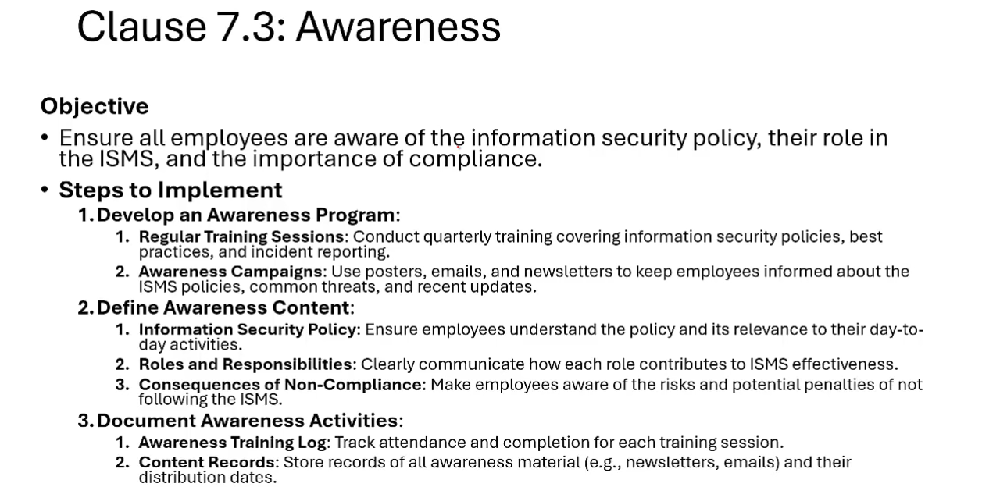 Clause 7.3: Awareness
Objective
• Ensure all employees are aware of the information security policy, their role in
the ISMS, and the importance of compliance.
• Steps to Implement
1. Develop an Awareness Program:
1. Regular Training Sessions: Conduct quarterly training covering information security policies, best
practices, and incident reporting.
2. Awareness Campaigns: Use posters, emails, and newsletters to keep employees informed about the
ISMS policies, common threats, and recent updates.
2. Define Awareness Content:
1. Information Security Policy: Ensure employees understand the policy and its relevance to their day-to-
day activities.
2. Roles and Responsibilities: Clearly communicate how each role contributes to ISMS effectiveness.
3. Consequences of Non-Compliance: Make employees aware of the risks and potential penalties of not
following the ISMS.
3. Document Awareness Activities:
1. Awareness Training Log: Track attendance and completion for each training session.
2. Content Records: Store records of all awareness material (e.g., newsletters, emails) and their
distribution dates.